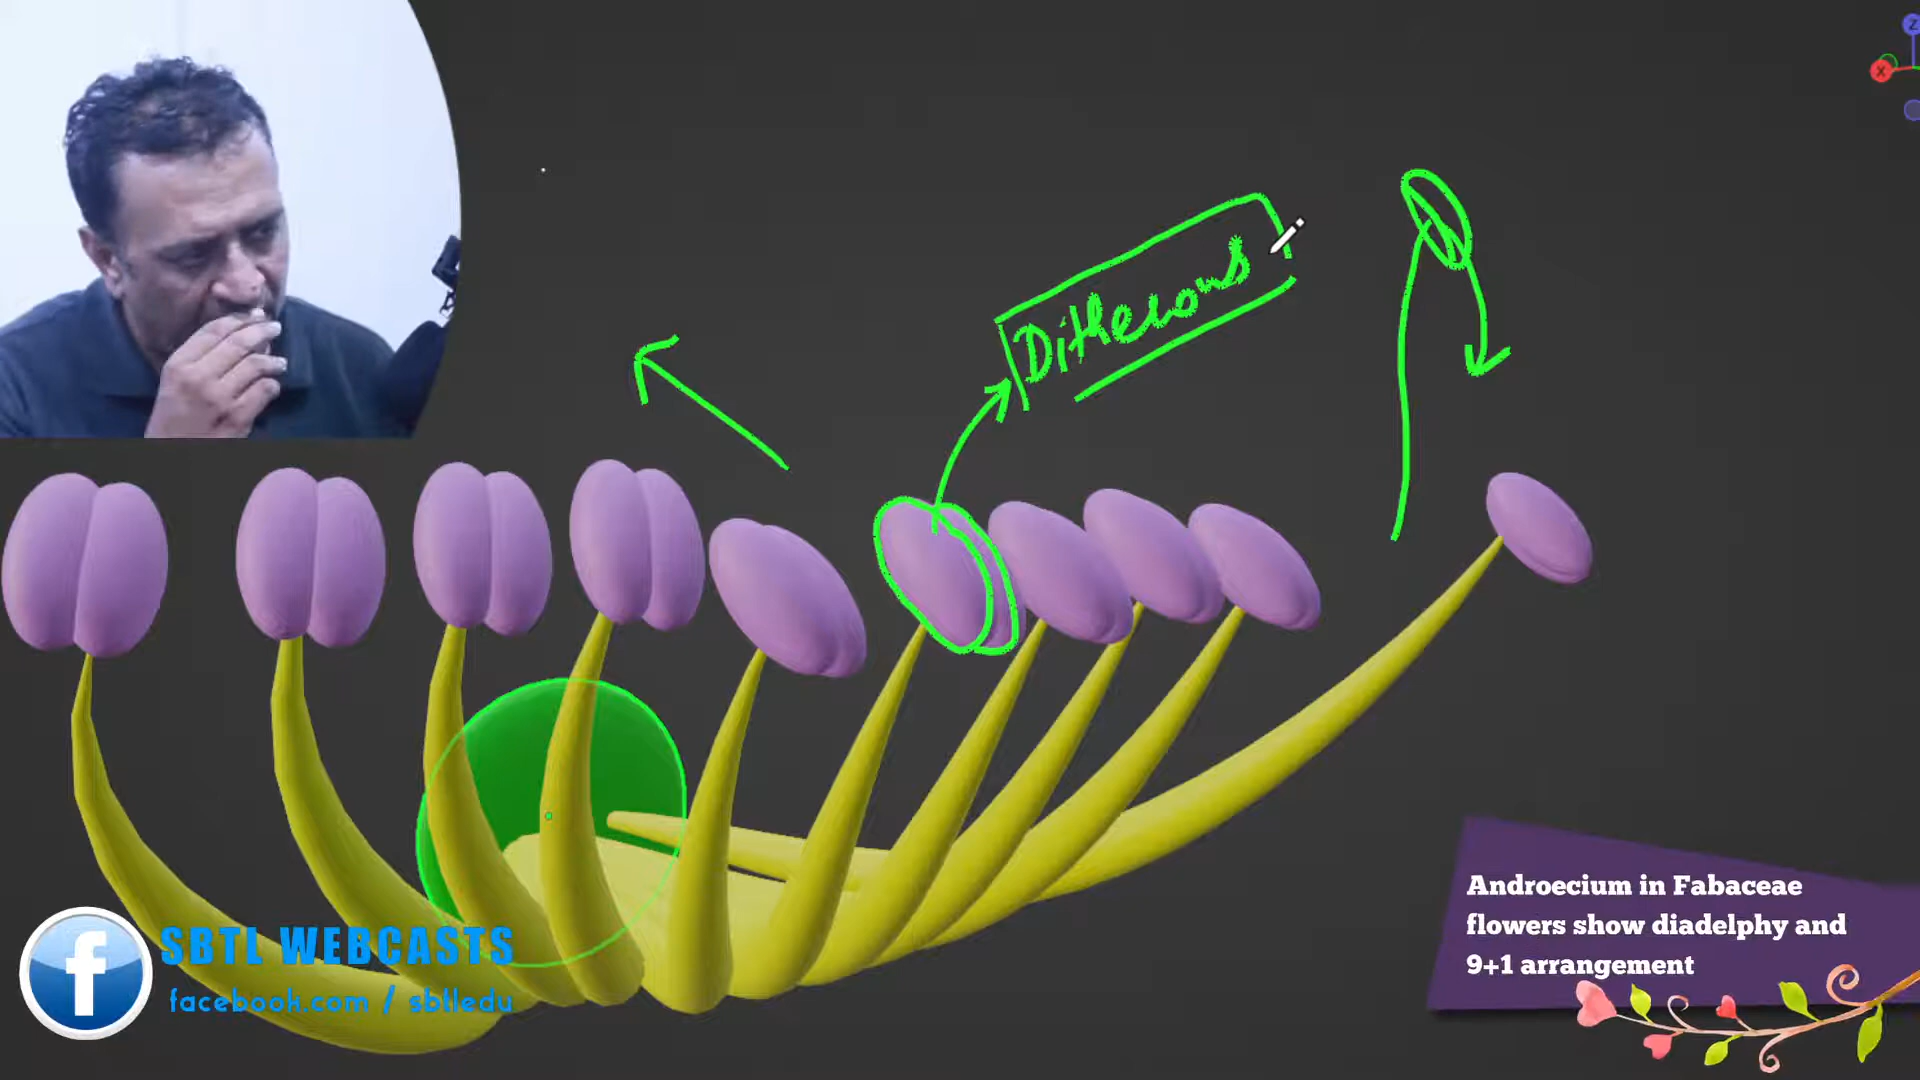 Dithecous
Androecium in Fabaceae
flowers show diadelphy and
9+1 arrangement
SBTL WEBCASTS
facebook.com / sbtledu
f
X
Z